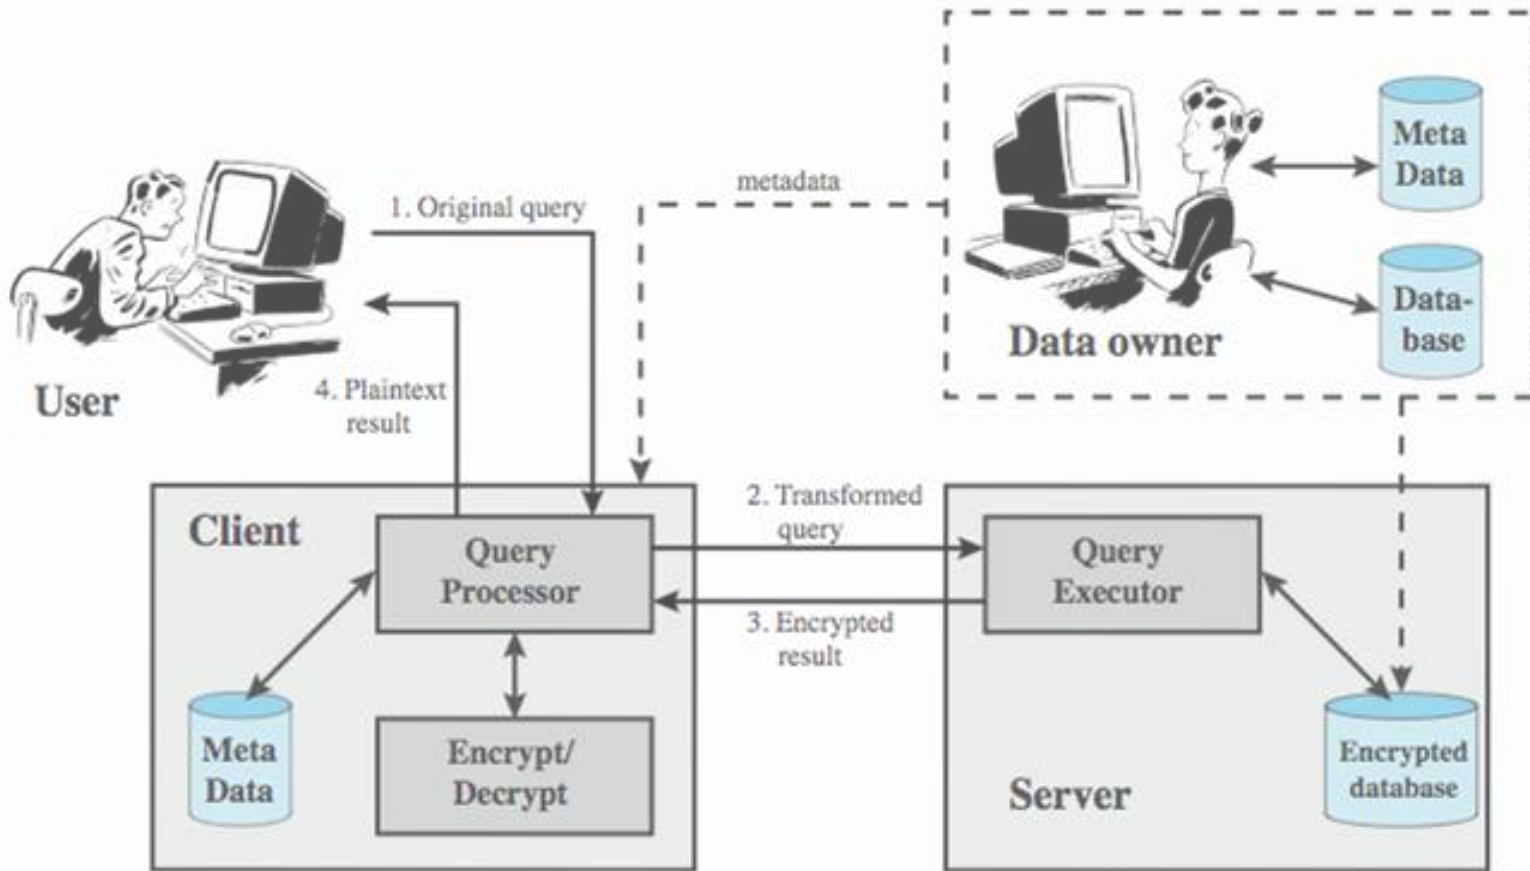 Meta
Data
metadata
1. Original query
Data-
base
Data owner
User
4. Plaintext
result
Client
Query
Processor
2. Transformed
query
3. Encrypted
result
Query
Executor
Meta
Data
Encrypt/
Decrypt
Server
Encrypted
database